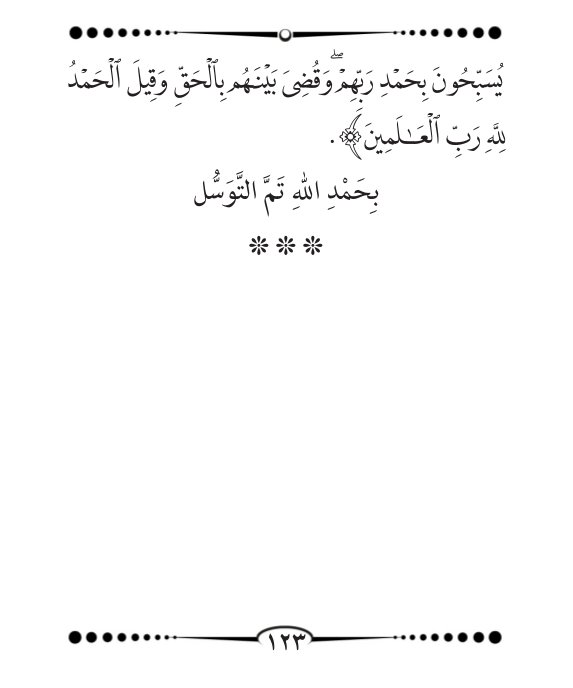 يُسَبِّحُونَ بِحَمْدِ رَبِّهِمْ ۖ وَقُضِىَ بَيْنَهُم بِٱلْحَقِّ وَقِيلَ ٱلْحَمْدُ
لِلَّهِ رَبِّ ٱلْعَـٰلَمِينَ ﴾.
بِحَمْدِ اللهِ تَمَّ التَّوَسُّل
❊ ❊ ❊
١٢٣